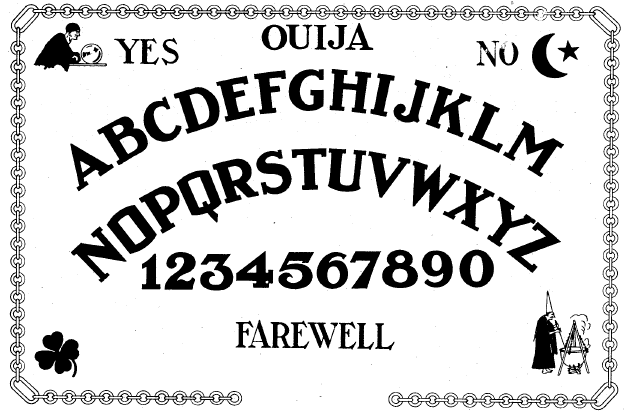 YES OUIJA NO
ABCDEFGHIJKLM
NOPQRSTUVWXYZ
1234567890
FAREWELL